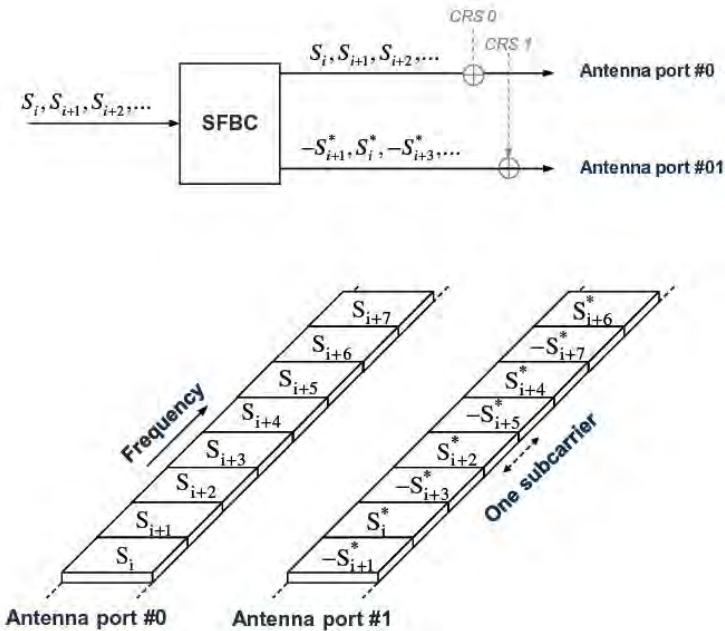 CRS 0
S_i, S_{i+1}, S_{i+2},...
CRS 1
Antenna port #0
S_i, S_{i+1}, S_{i+2},...
SFBC
-S*_{i+1}, S*_i, -S*_{i+3},...
Antenna port #01
S_{i+7}
S_{i+6}
S_{i+5}
S_{i+4}
S_{i+3}
S_{i+2}
S_{i+1}
S_i
Frequency
Antenna port #0
S*_{i+6}
-S*_{i+7}
S*_{i+4}
-S*_{i+5}
S*_{i+2}
-S*_{i+3}
S*_i
-S*_{i+1}
One subcarrier
Antenna port #1